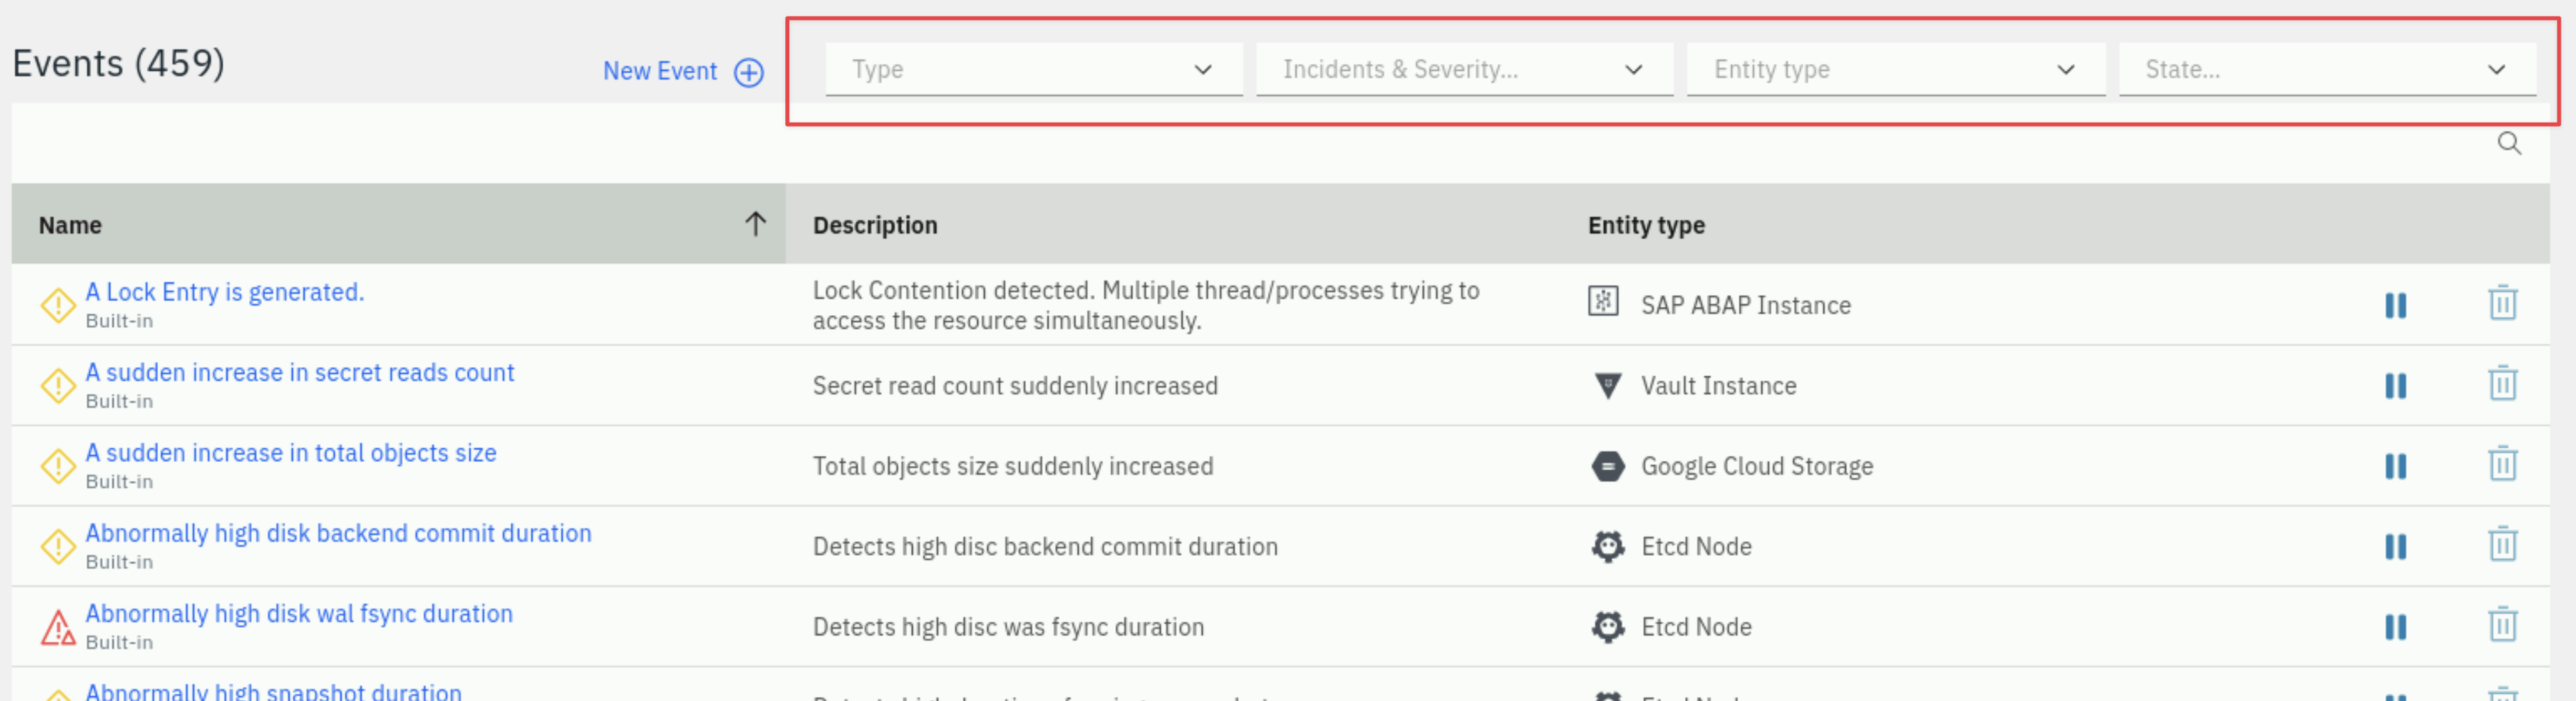 Events (459)
New Event
Type
Incidents & Severity...
Entity type
State...
Name
Description
Entity type
A Lock Entry is generated.
Built-in
Lock Contention detected. Multiple thread/processes trying to
access the resource simultaneously.
SAP ABAP Instance
A sudden increase in secret reads count
Built-in
Secret read count suddenly increased
Vault Instance
A sudden increase in total objects size
Built-in
Total objects size suddenly increased
Google Cloud Storage
Abnormally high disk backend commit duration
Built-in
Detects high disc backend commit duration
Etcd Node
Abnormally high disk wal fsync duration
Built-in
Detects high disc was fsync duration
Etcd Node
Abnormally high snapshot duration